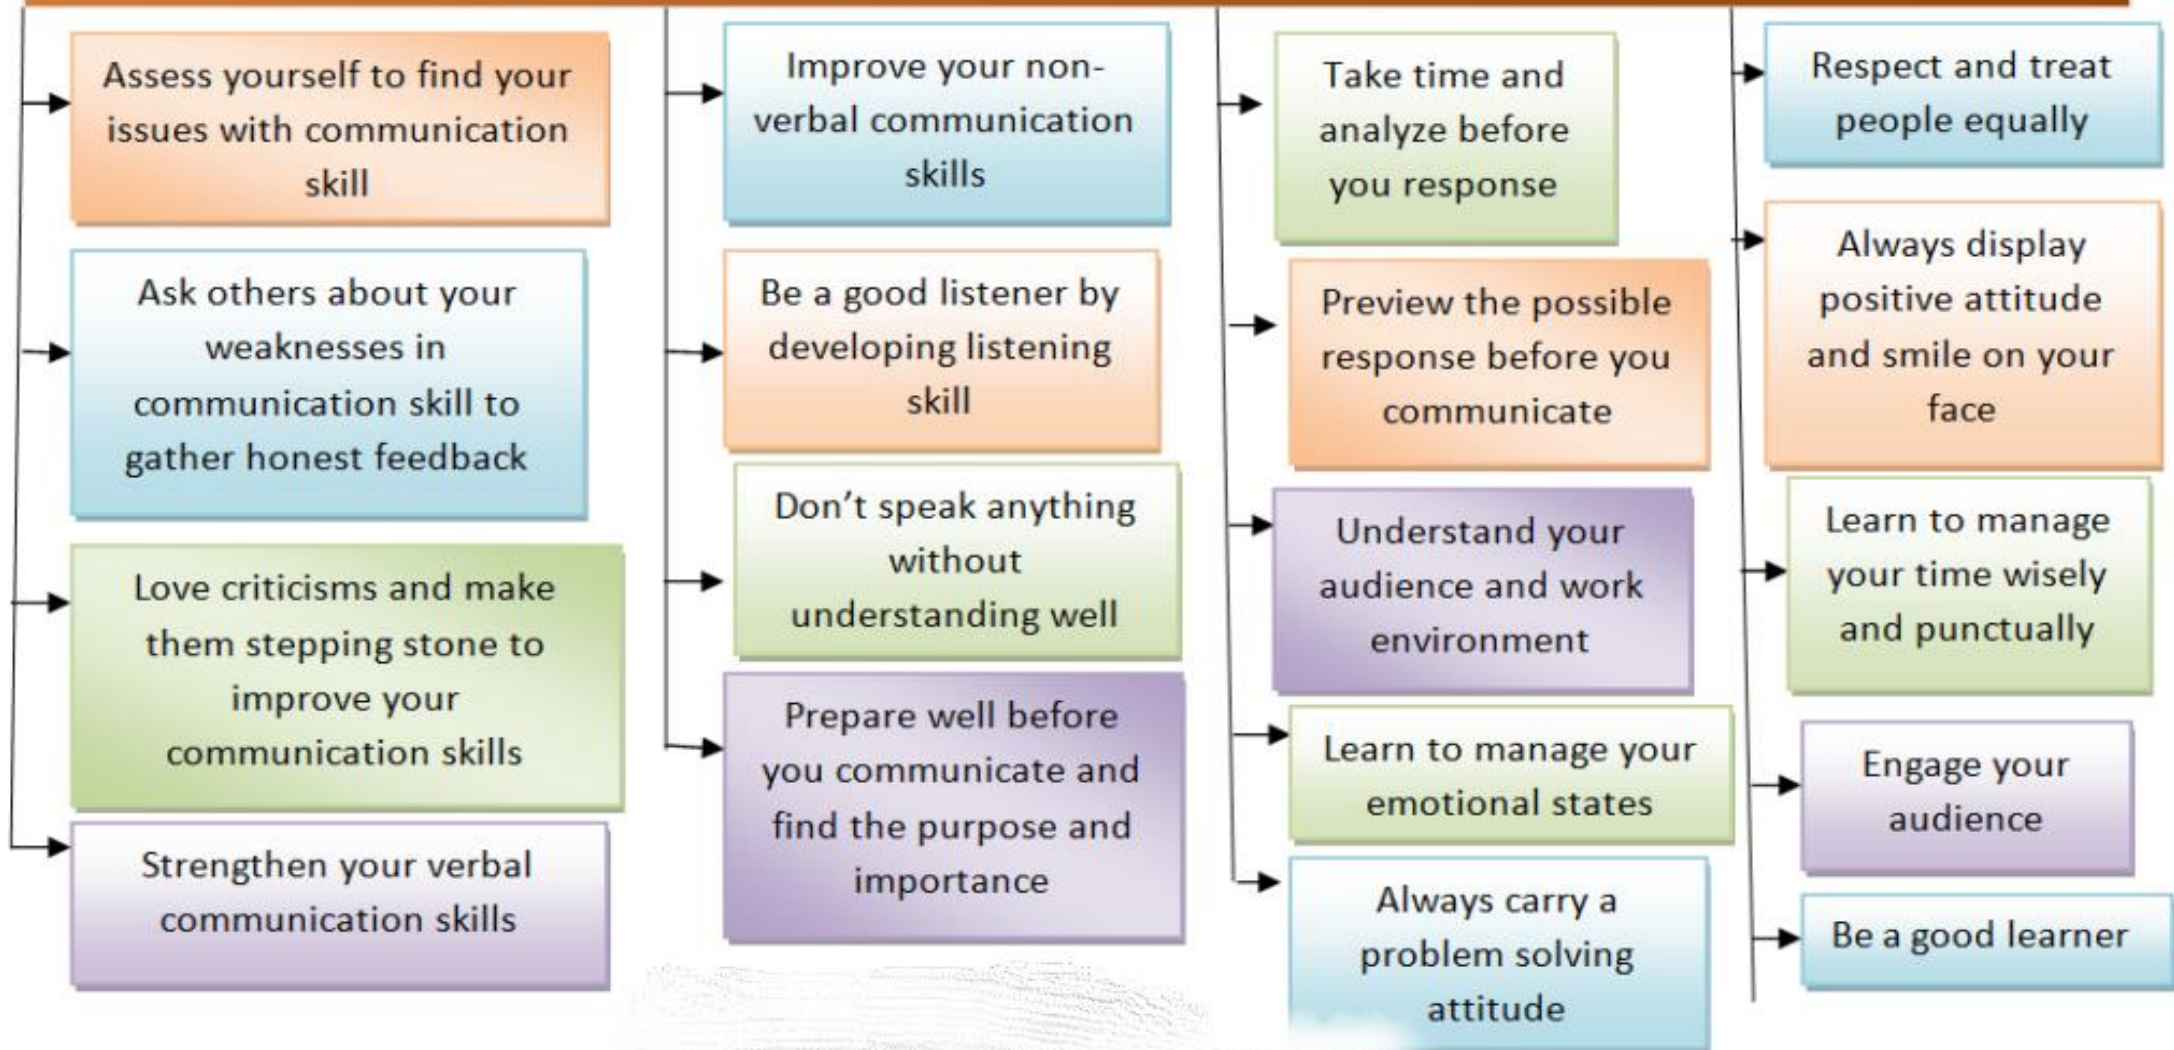 Assess yourself to find your
issues with communication
skill
Ask others about your
weaknesses in
communication skill to
gather honest feedback
Love criticisms and make
them stepping stone to
improve your
communication skills
Strengthen your verbal
communication skills
Improve your non-
verbal communication
skills
Be a good listener by
developing listening
skill
Don’t speak anything
without
understanding well
Prepare well before
you communicate and
find the purpose and
importance
Take time and
analyze before
you response
Preview the possible
response before you
communicate
Understand your
audience and work
environment
Learn to manage your
emotional states
Always carry a
problem solving
attitude
Respect and treat
people equally
Always display
positive attitude
and smile on your
face
Learn to manage
your time wisely
and punctually
Engage your
audience
Be a good learner